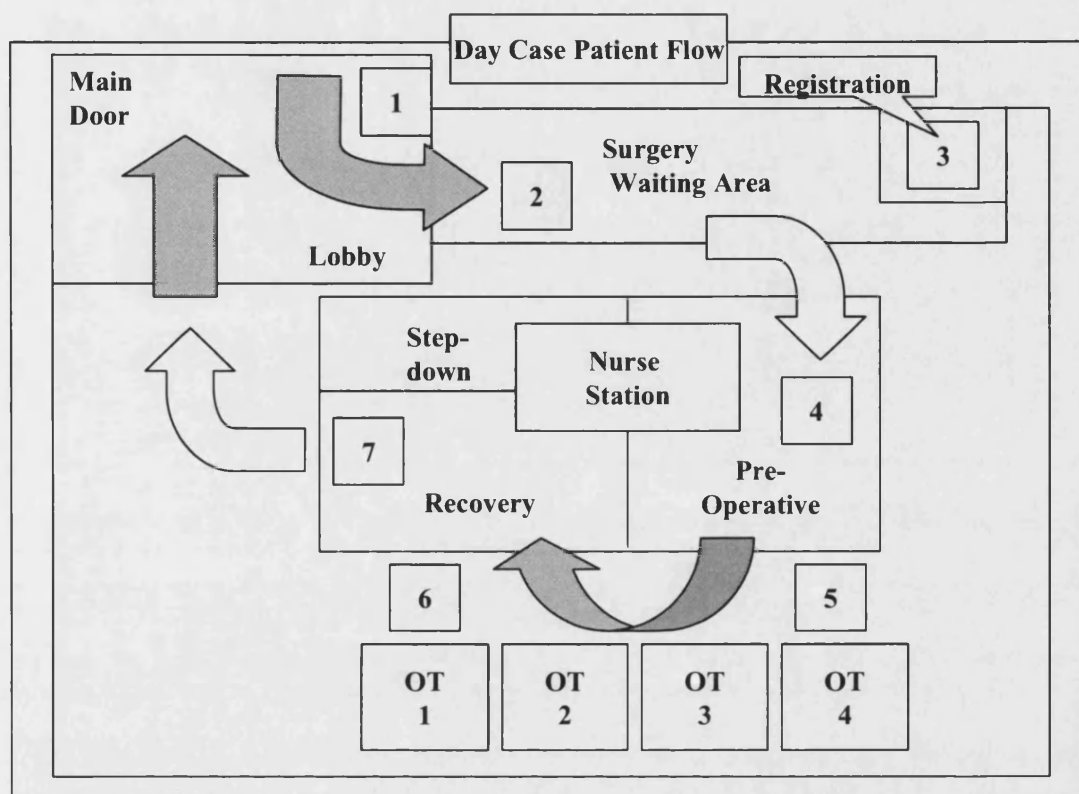 Day Case Patient Flow
Main
Door
1
Registration
3
Surgery
Waiting Area
2
Lobby
Step-
down
Nurse
Station
4
7
Recovery
Pre-
Operative
6
5
OT
1
OT
2
OT
3
OT
4